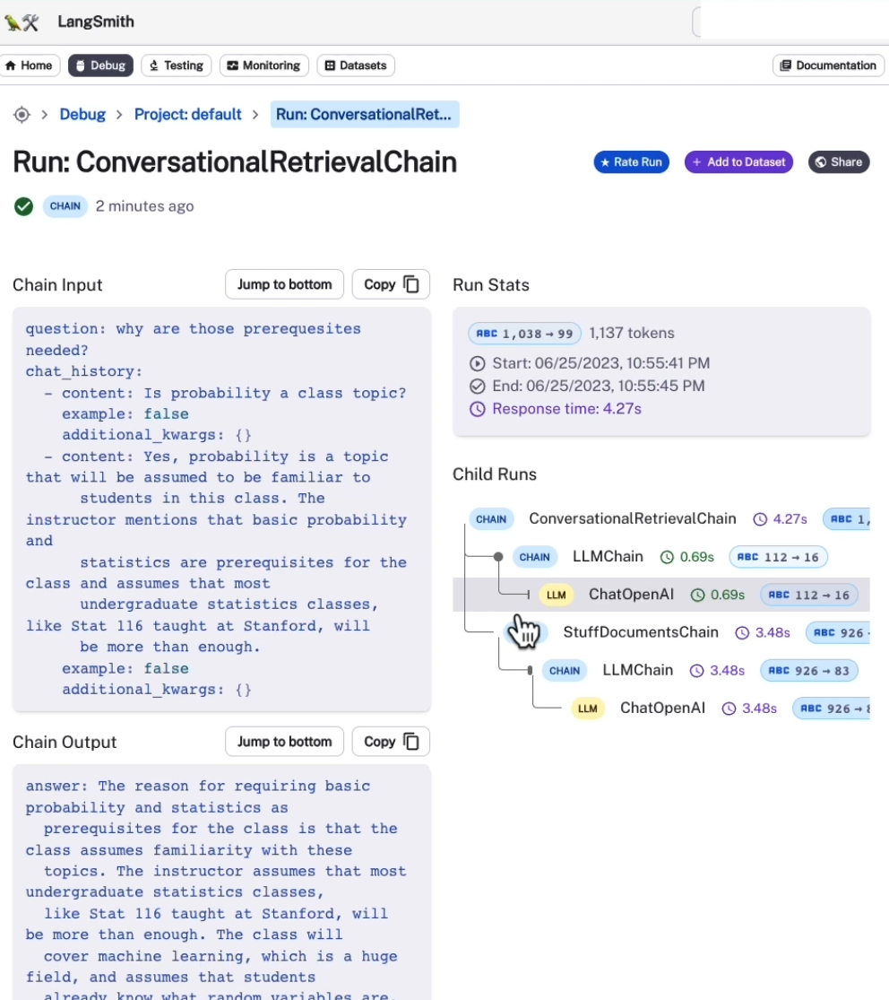 LangSmith
Home Debug Testing Monitoring Datasets Documentation
> Debug > Project: default > Run: ConversationalRet...
Run: ConversationalRetrievalChain
Rate Run + Add to Dataset Share
CHAIN 2 minutes ago
Chain Input Jump to bottom Copy
question: why are those prerequesites
needed?
chat_history:
- content: Is probability a class topic?
example: false
additional_kwargs: {}
- content: Yes, probability is a topic
that will be assumed to be familiar to
students in this class. The
instructor mentions that basic probability
and
statistics are prerequisites for the
class and assumes that most
undergraduate statistics classes,
like Stat 116 taught at Stanford, will
be more than enough.
example: false
additional_kwargs: {}
Chain Output Jump to bottom Copy
answer: The reason for requiring basic
probability and statistics as
prerequisites for the class is that the
class assumes familiarity with these
topics. The instructor assumes that most
undergraduate statistics classes,
like Stat 116 taught at Stanford, will
be more than enough. The class will
cover machine learning, which is a huge
field, and assumes that students
already know what random variables are,
Run Stats
ABC 1,038 → 99 1,137 tokens
Start: 06/25/2023, 10:55:41 PM
End: 06/25/2023, 10:55:45 PM
Response time: 4.27s
Child Runs
CHAIN ConversationalRetrievalChain 4.27s ABC 1,
CHAIN LLMChain 0.69s ABC 112 → 16
LLM ChatOpenAI 0.69s ABC 112 → 16
StuffDocumentsChain 3.48s ABC 926
CHAIN LLMChain 3.48s ABC 926 → 83
LLM ChatOpenAI 3.48s ABC 926 →